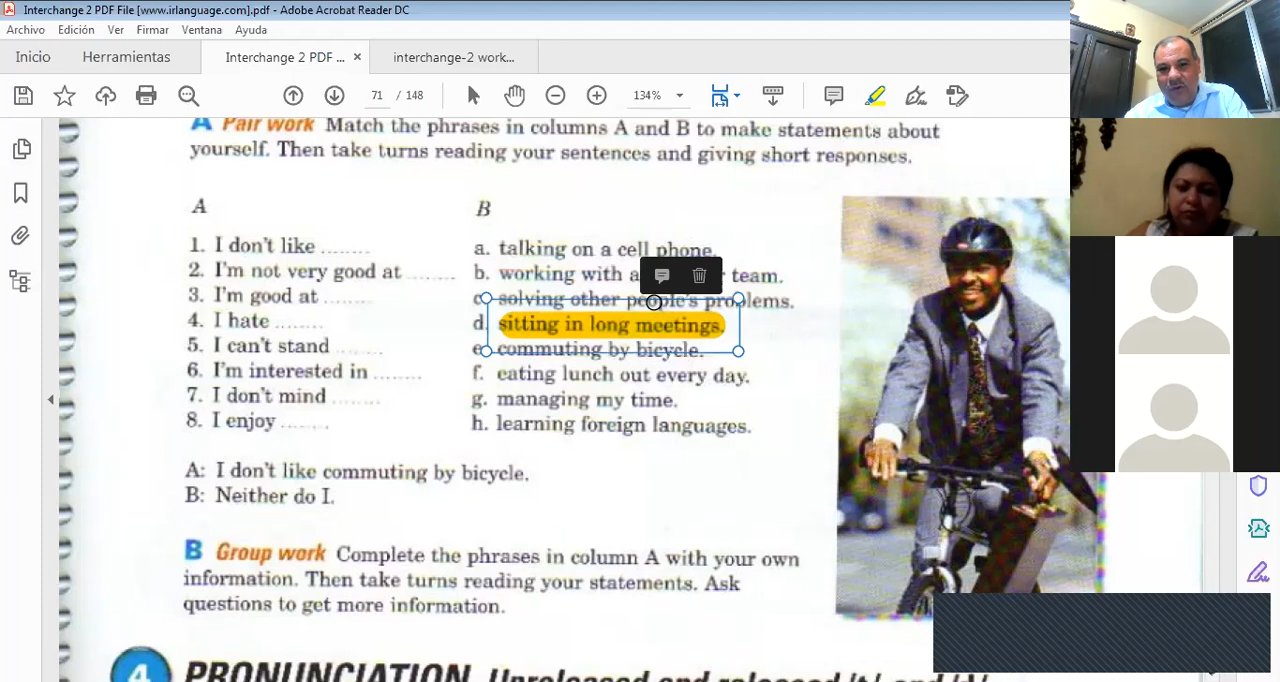 Interchange 2 PDF File [www.irlanguage.com].pdf - Adobe Acrobat Reader DC
Archivo Edición Ver Firmar Ventana Ayuda
Inicio Herramientas Interchange 2 PDF ... × interchange-2 work...
71 / 148 134%
A Pair work Match the phrases in columns A and B to make statements about
yourself. Then take turns reading your sentences and giving short responses.
A
1. I don't like ........
2. I'm not very good at ........
3. I'm good at ........
4. I hate ........
5. I can't stand ........
6. I'm interested in ........
7. I don't mind ........
8. I enjoy ........
B
a. talking on a cell phone.
b. working with a team.
c. solving other people's problems.
d. sitting in long meetings.
e. commuting by bicycle.
f. eating lunch out every day.
g. managing my time.
h. learning foreign languages.
A: I don't like commuting by bicycle.
B: Neither do I.
B Group work Complete the phrases in column A with your own
information. Then take turns reading your statements. Ask
questions to get more information.
4 PRONUNCIATION Unreleased and released /t/ and /d/